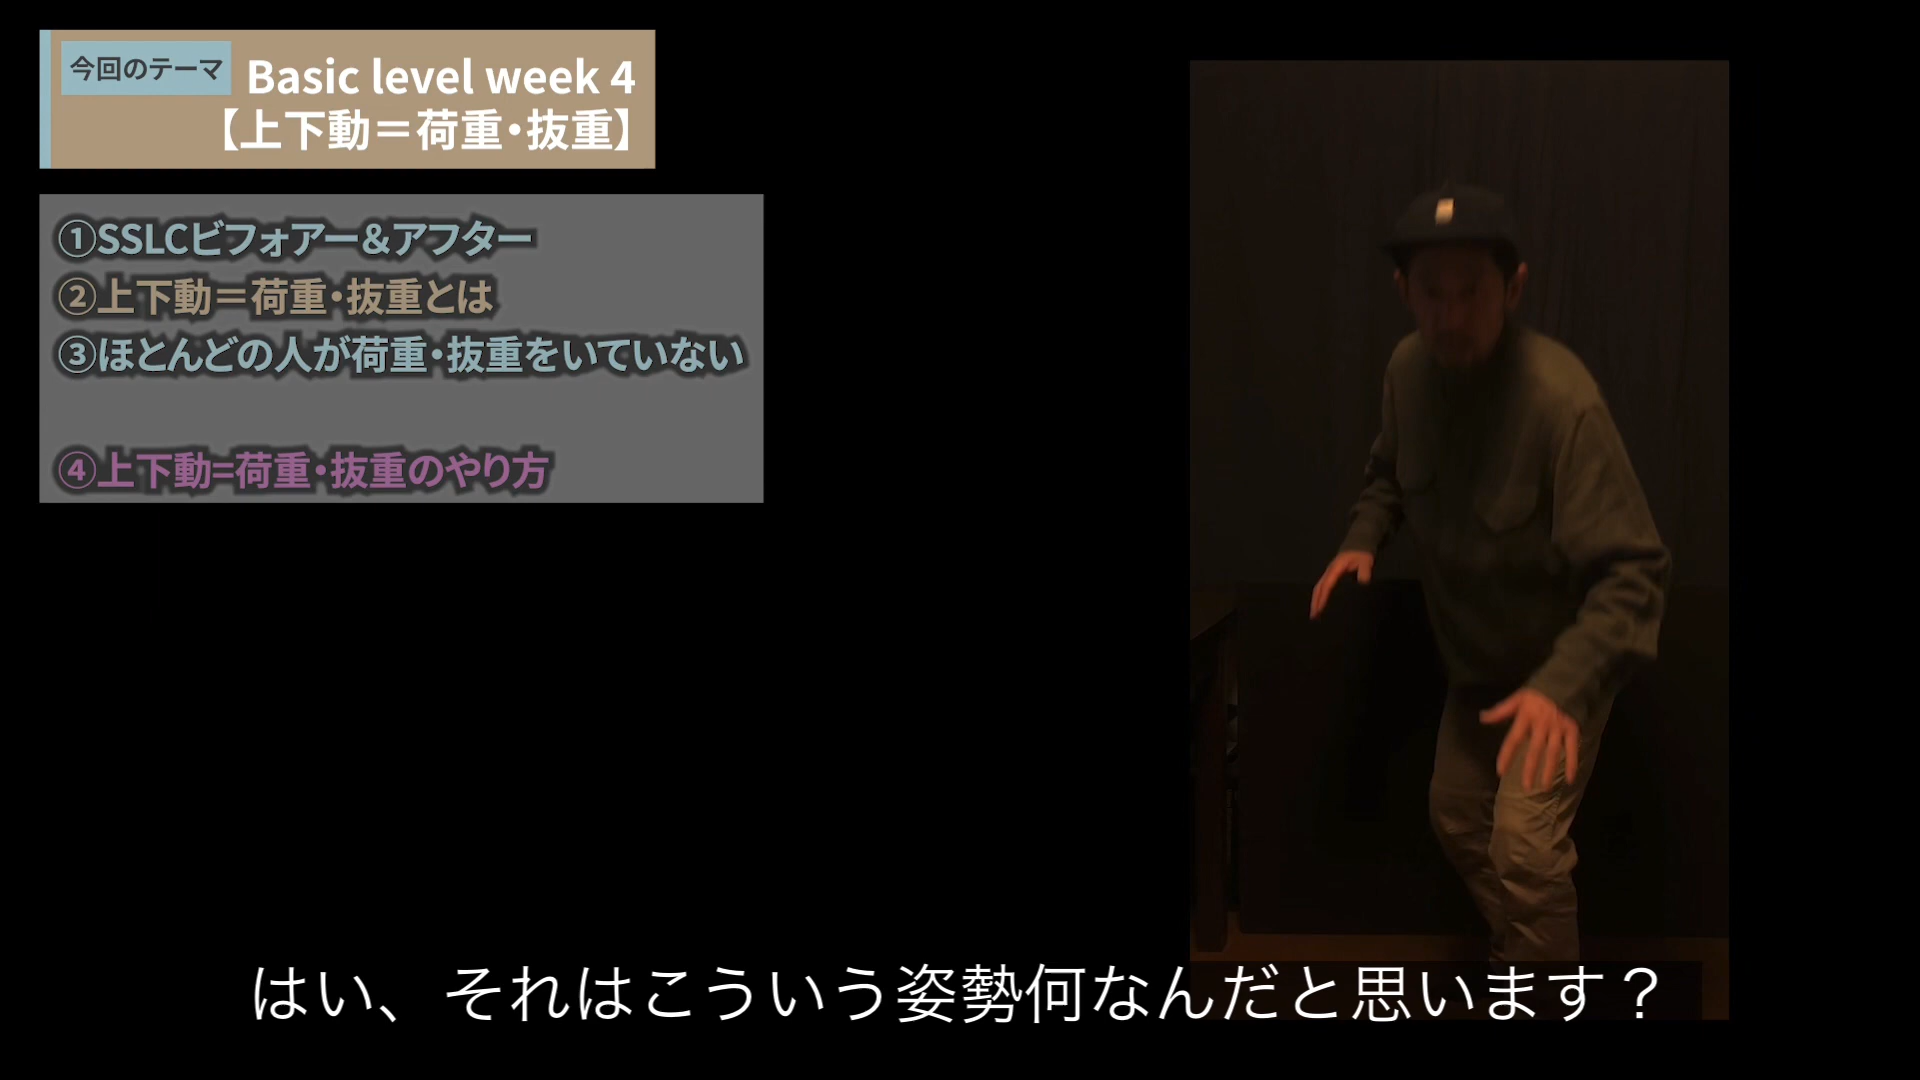 今回のテーマ
Basic level week 4
【上下動＝荷重・抜重】
①SSLCビフォアー＆アフター
②上下動＝荷重・抜重とは
③ほとんどの人が荷重・抜重をいていない
④上下動=荷重・抜重のやり方
はい、それはこういう姿勢何なんだと思います？